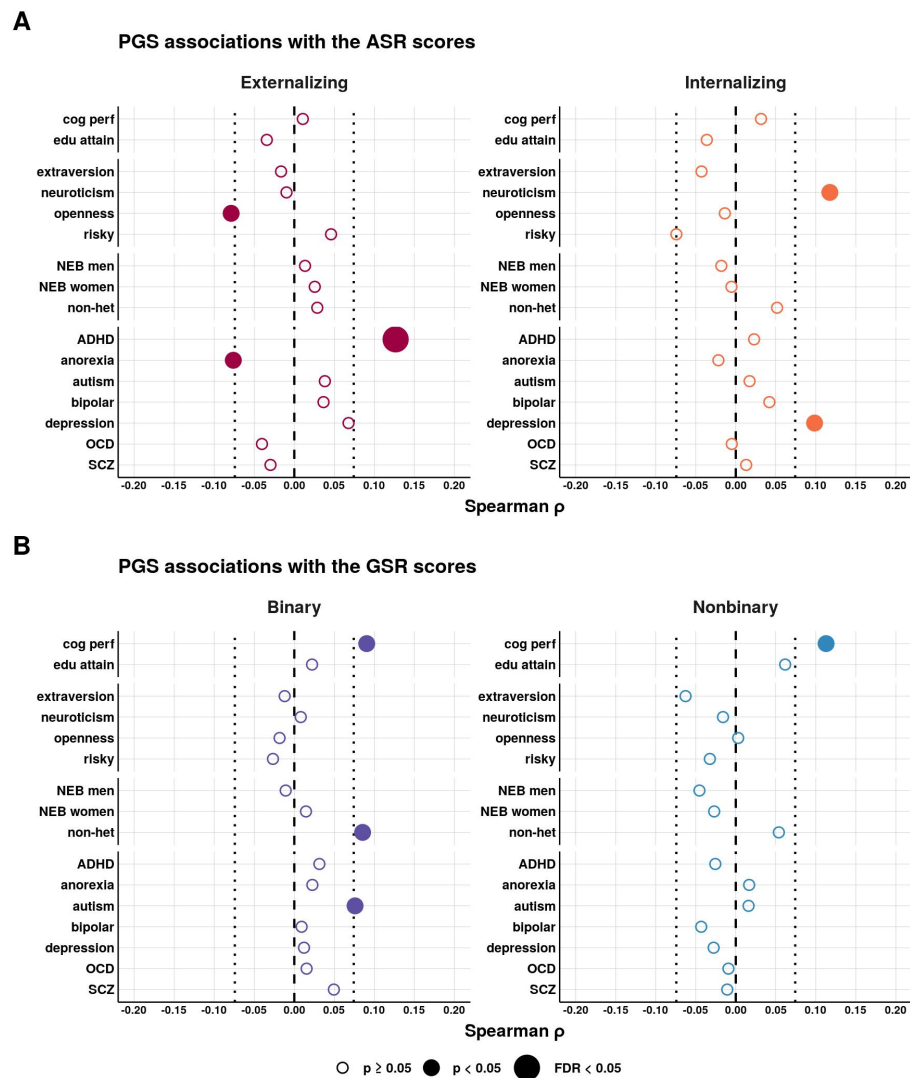 A
PGS associations with the ASR scores
Externalizing
Internalizing
cog perf
edu attain
extraversion
neuroticism
openness
risky
NEB men
NEB women
non-het
ADHD
anorexia
autism
bipolar
depression
OCD
SCZ
-0.20 -0.15 -0.10 -0.05 0.00 0.05 0.10 0.15 0.20
cog perf
edu attain
extraversion
neuroticism
openness
risky
NEB men
NEB women
non-het
ADHD
anorexia
autism
bipolar
depression
OCD
SCZ
-0.20 -0.15 -0.10 -0.05 0.00 0.05 0.10 0.15 0.20
Spearman ρ
B
PGS associations with the GSR scores
Binary
Nonbinary
cog perf
edu attain
extraversion
neuroticism
openness
risky
NEB men
NEB women
non-het
ADHD
anorexia
autism
bipolar
depression
OCD
SCZ
-0.20 -0.15 -0.10 -0.05 0.00 0.05 0.10 0.15 0.20
cog perf
edu attain
extraversion
neuroticism
openness
risky
NEB men
NEB women
non-het
ADHD
anorexia
autism
bipolar
depression
OCD
SCZ
-0.20 -0.15 -0.10 -0.05 0.00 0.05 0.10 0.15 0.20
Spearman ρ
p ≥ 0.05 p < 0.05 FDR < 0.05